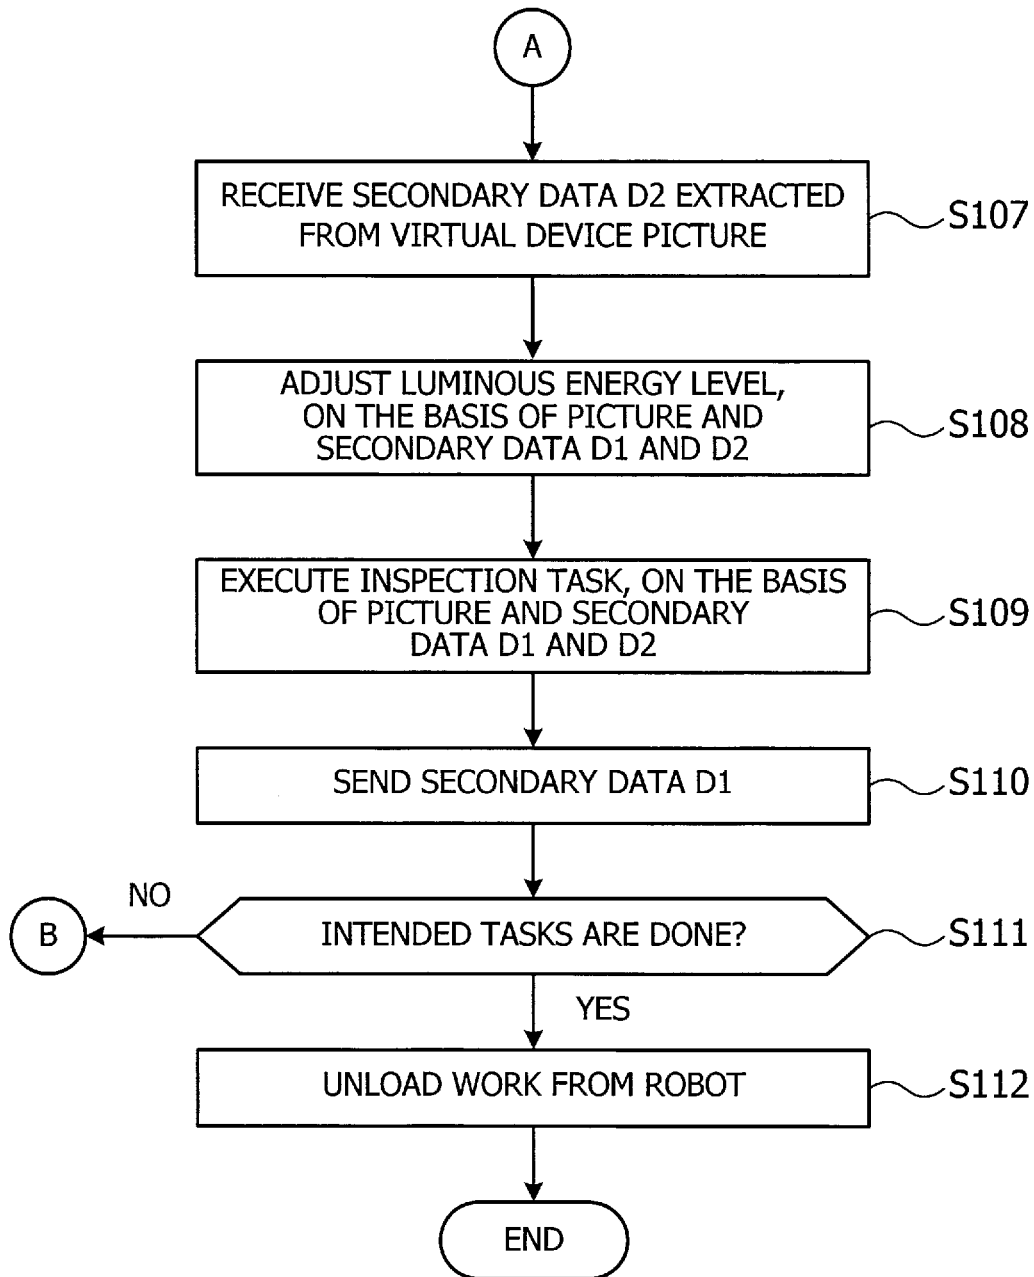 A
RECEIVE SECONDARY DATA D2 EXTRACTED
FROM VIRTUAL DEVICE PICTURE
S107
ADJUST LUMINOUS ENERGY LEVEL,
ON THE BASIS OF PICTURE AND
SECONDARY DATA D1 AND D2
S108
EXECUTE INSPECTION TASK, ON THE BASIS
OF PICTURE AND SECONDARY
DATA D1 AND D2
S109
SEND SECONDARY DATA D1
S110
NO
B
INTENDED TASKS ARE DONE?
S111
YES
UNLOAD WORK FROM ROBOT
S112
END